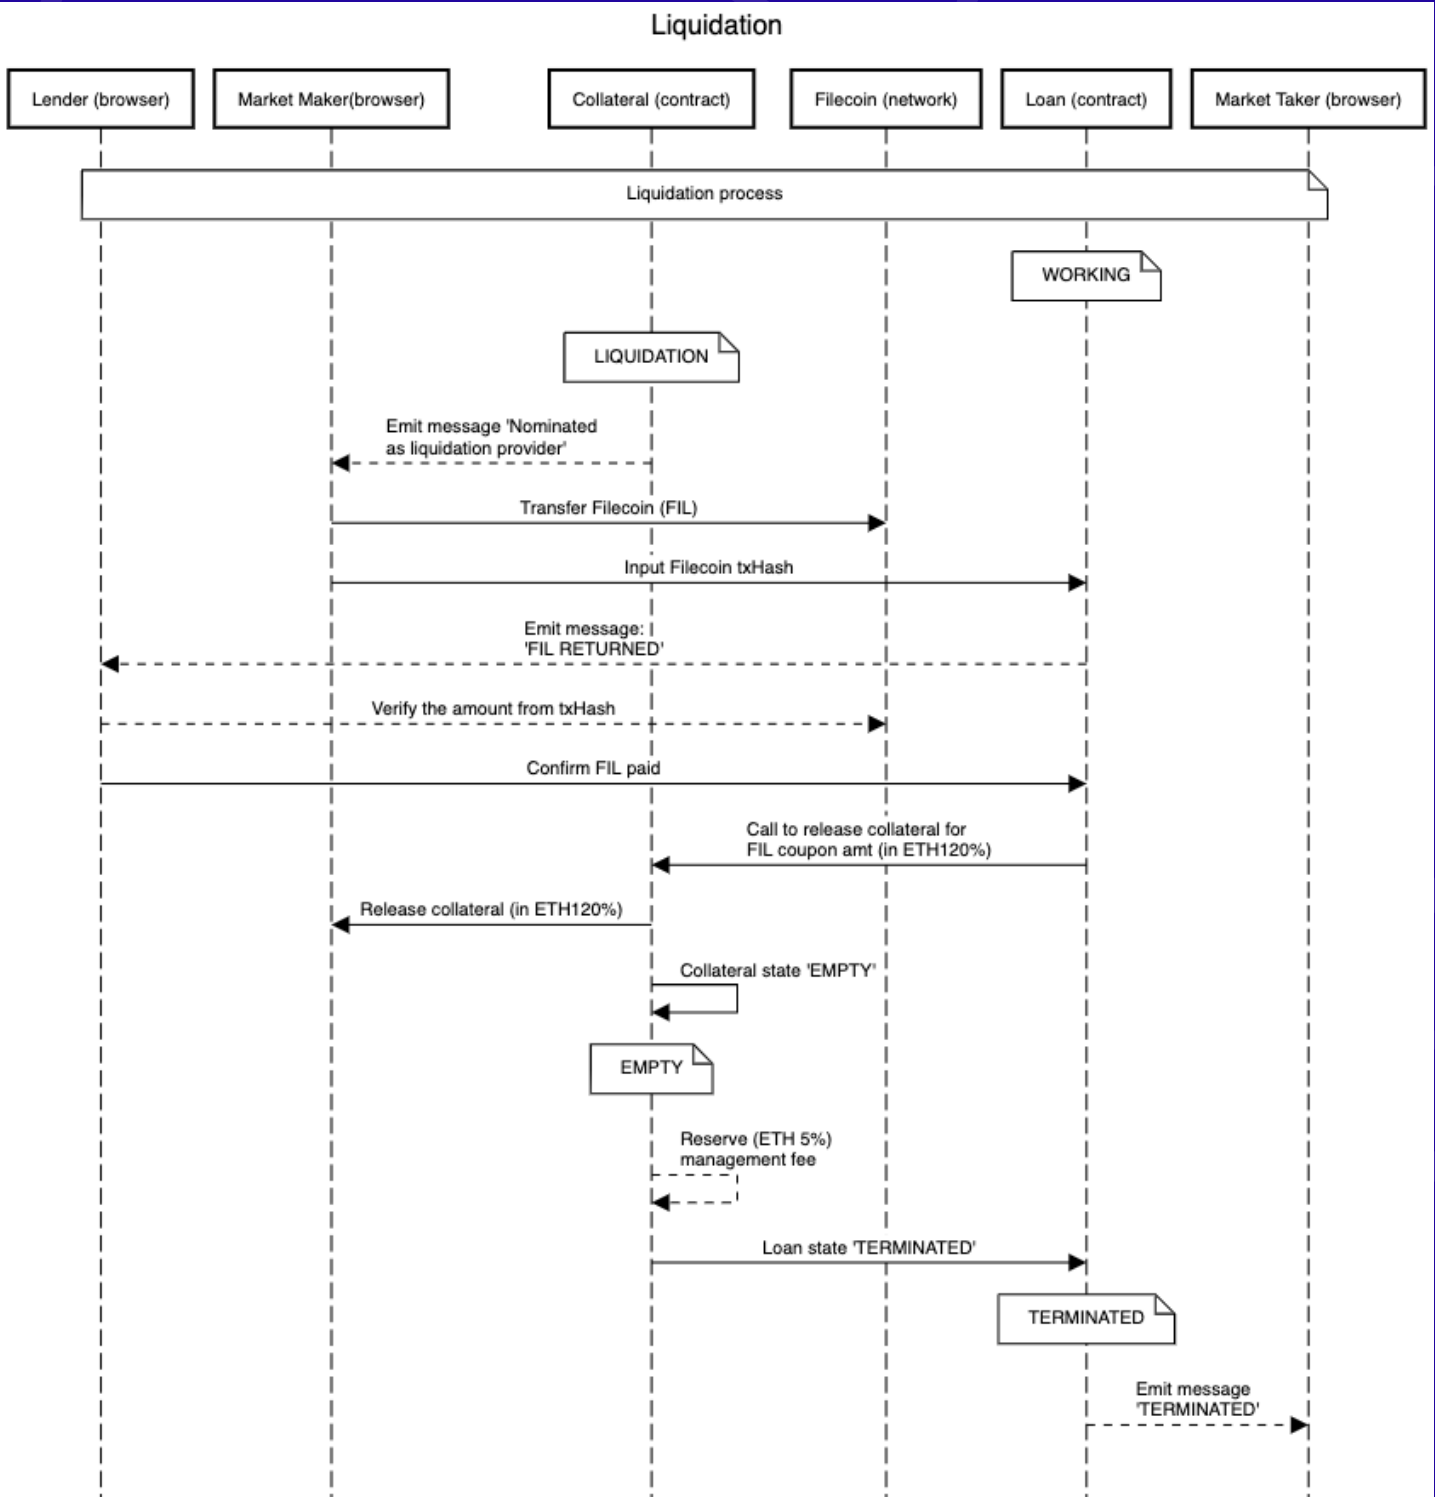 Liquidation
Lender (browser)
Market Maker(browser)
Collateral (contract)
Filecoin (network)
Loan (contract)
Market Taker (browser)
Liquidation process
WORKING
LIQUIDATION
Emit message 'Nominated
as liquidation provider'
Transfer Filecoin (FIL)
Input Filecoin txHash
Emit message:
'FIL RETURNED'
Verify the amount from txHash
Confirm FIL paid
Call to release collateral for
FIL coupon amt (in ETH120%)
Release collateral (in ETH120%)
Collateral state 'EMPTY'
EMPTY
Reserve (ETH 5%)
management fee
Loan state 'TERMINATED'
TERMINATED
Emit message
'TERMINATED'